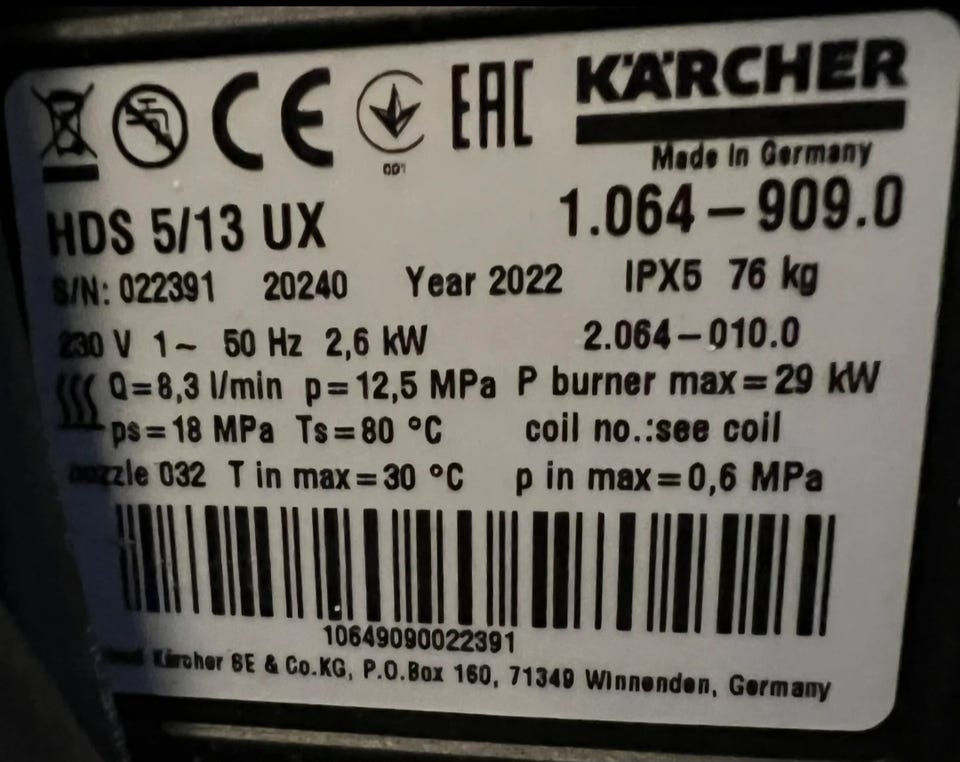 CE EAC KÄRCHER
001
Made in Germany
HDS 5/13 UX 1.064-909.0
S/N: 022391 20240 Year 2022 IPX5 76 kg
230 V 1~ 50 Hz 2,6 kW 2.064-010.0
Q=8,3 l/min p=12,5 MPa P burner max=29 kW
ps=18 MPa Ts=80 °C coil no.:see coil
nozzle 032 T in max=30 °C p in max=0,6 MPa
10649090022391
Kärcher SE & Co.KG, P.O.Box 160, 71349 Winnenden, Germany